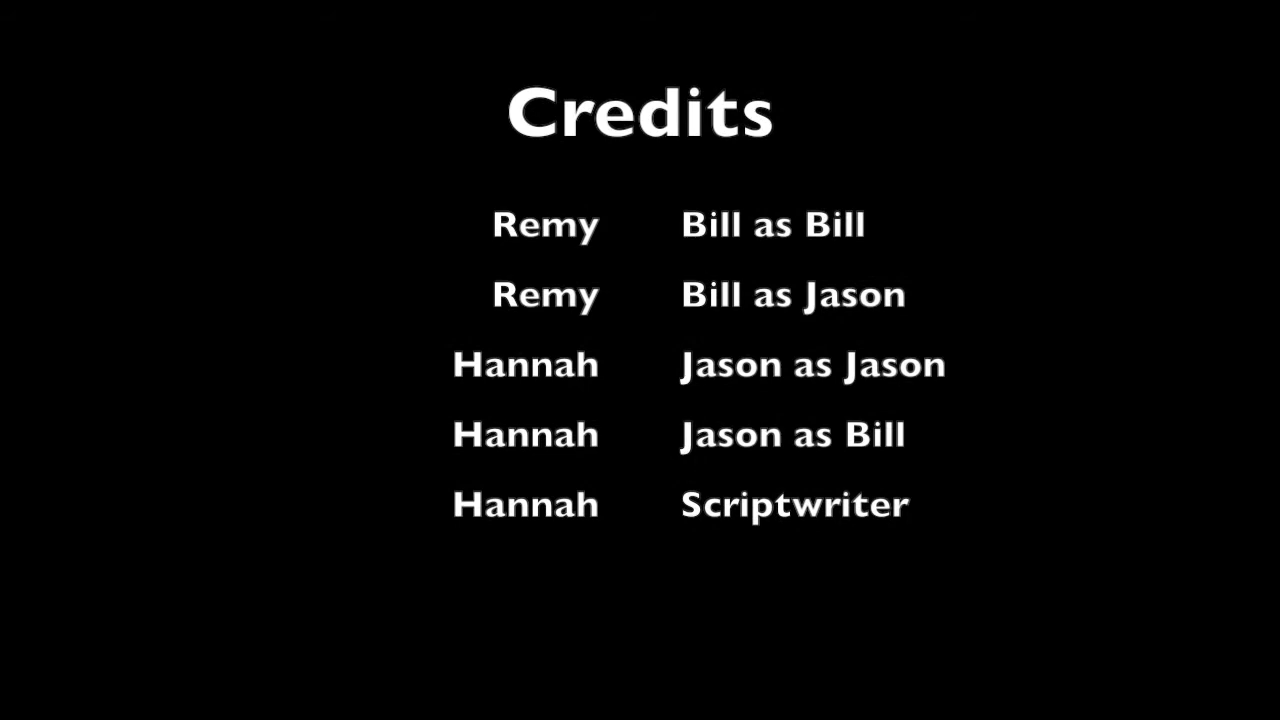 Credits
Remy Bill as Bill
Remy Bill as Jason
Hannah Jason as Jason
Hannah Jason as Bill
Hannah Scriptwriter